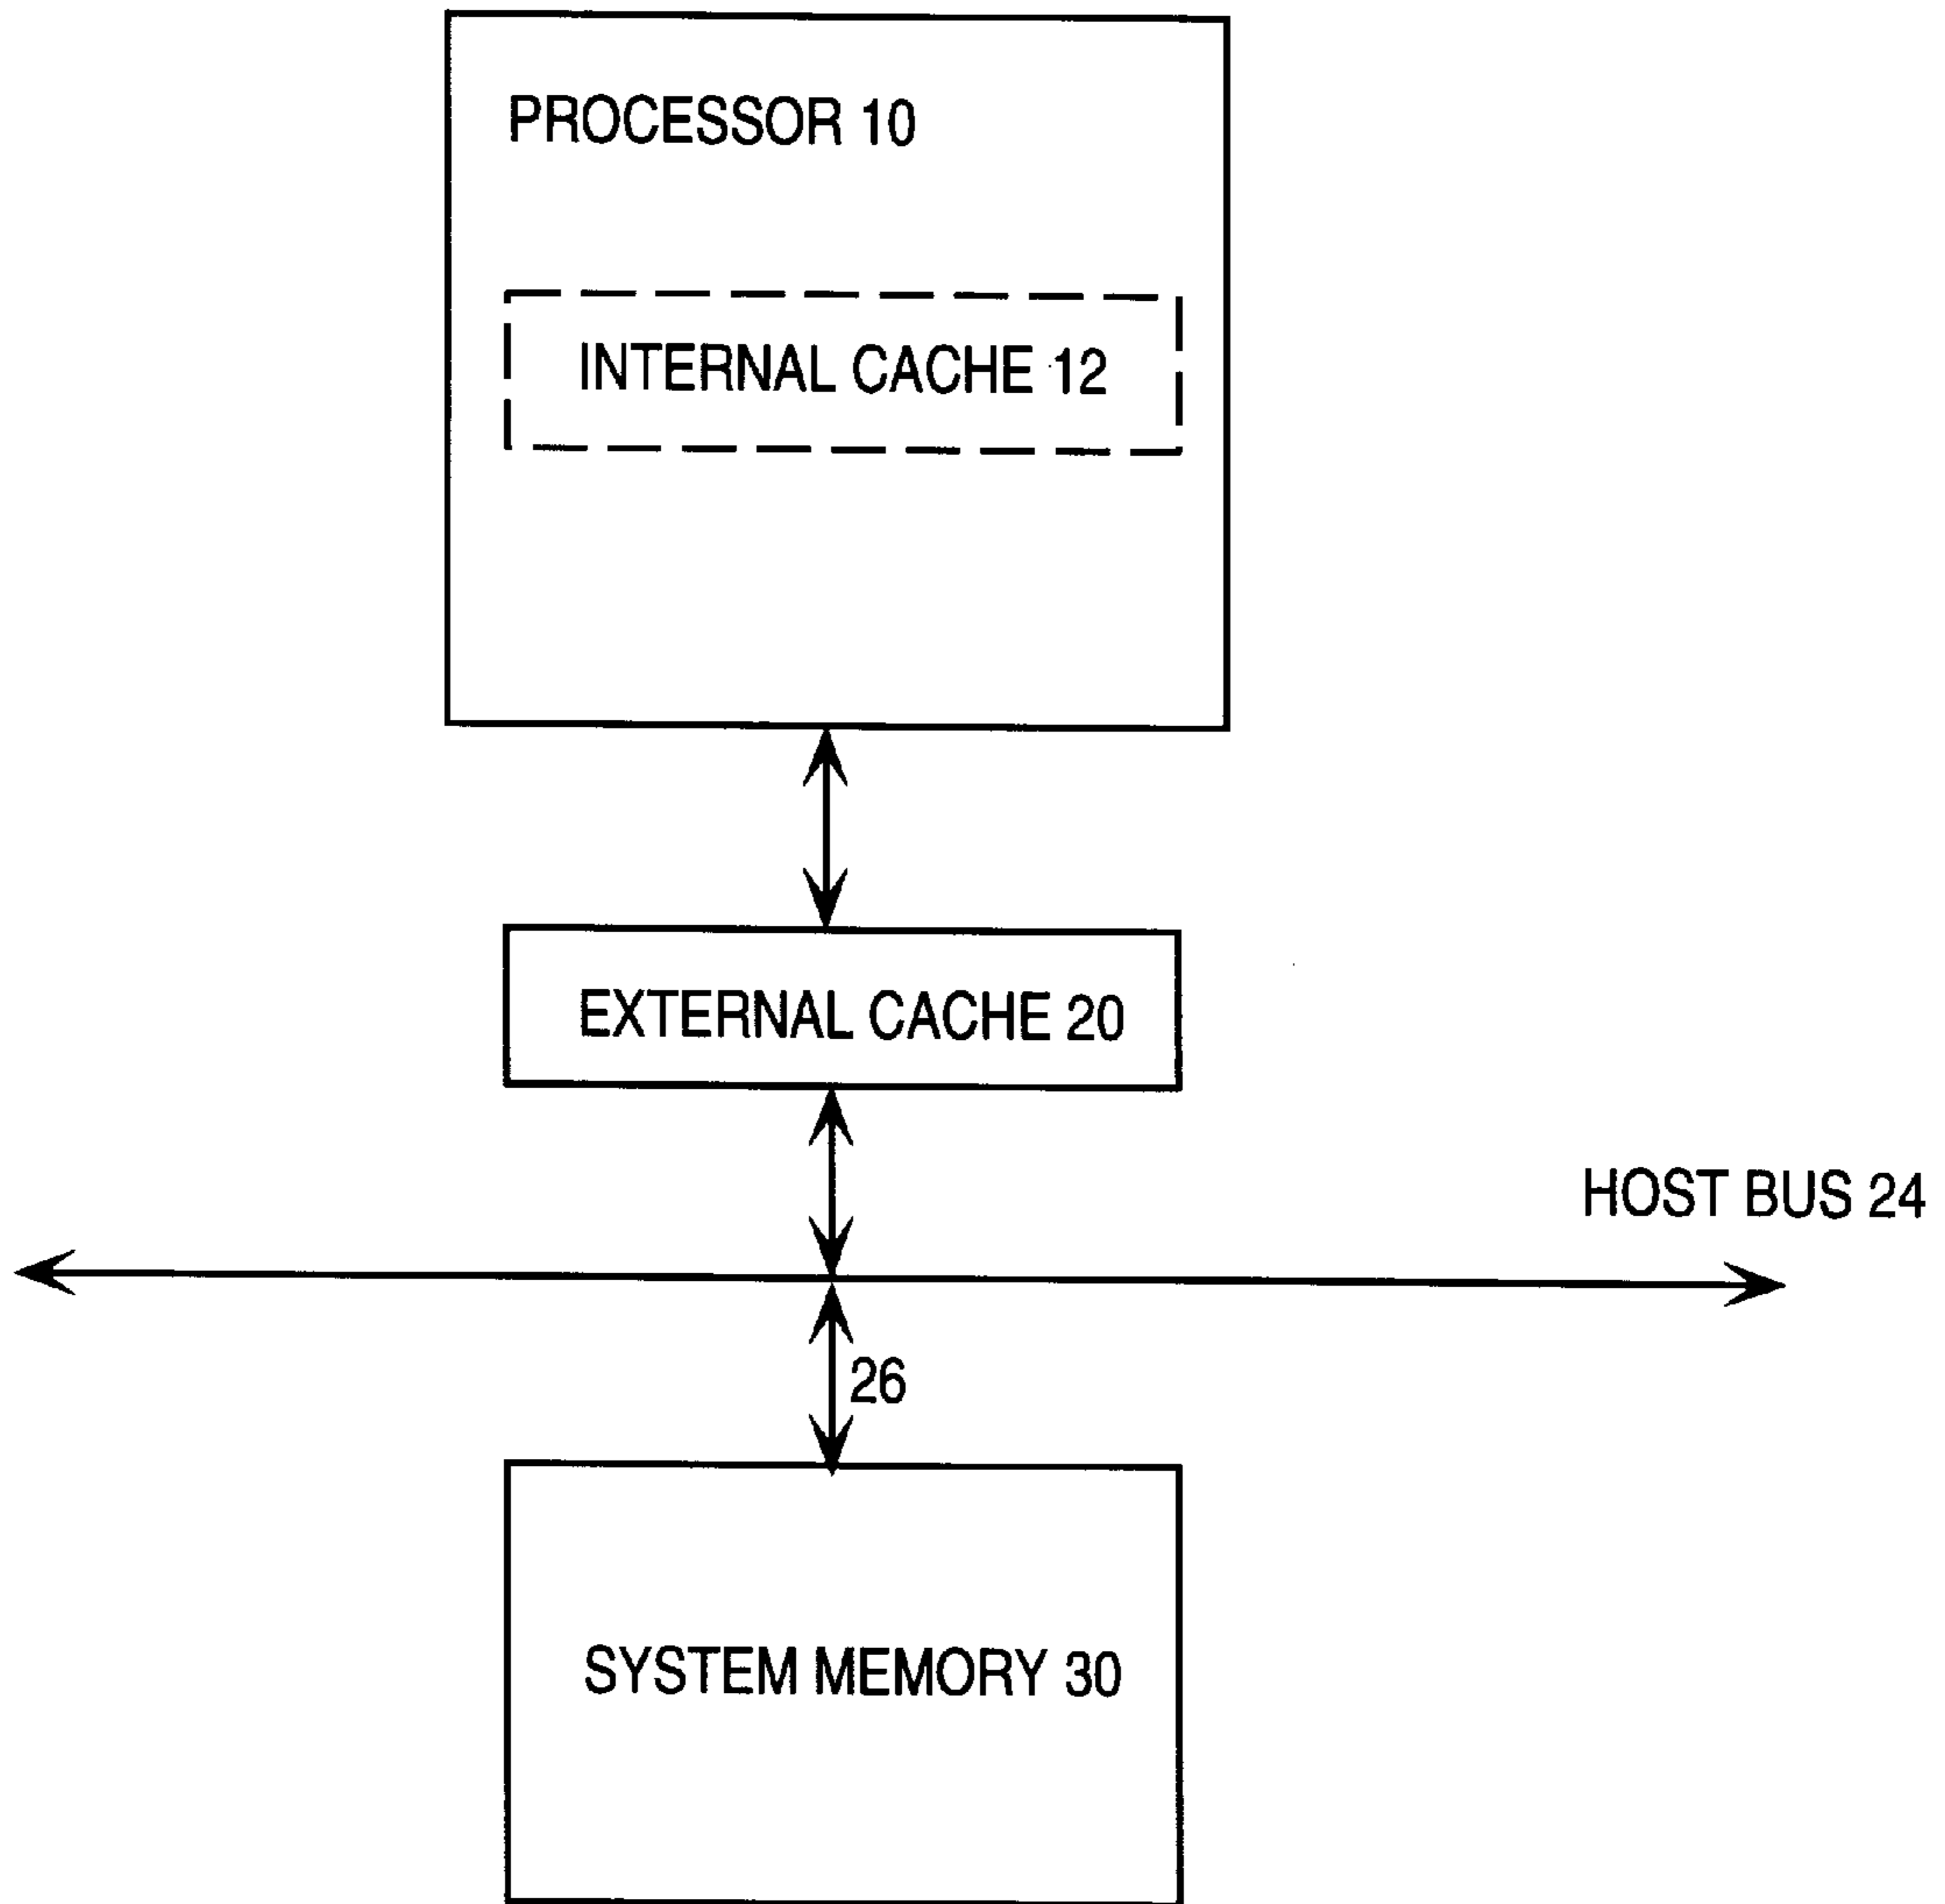 PROCESSOR 10
INTERNAL CACHE 12
EXTERNAL CACHE 20
HOST BUS 24
26
SYSTEM MEMORY 30